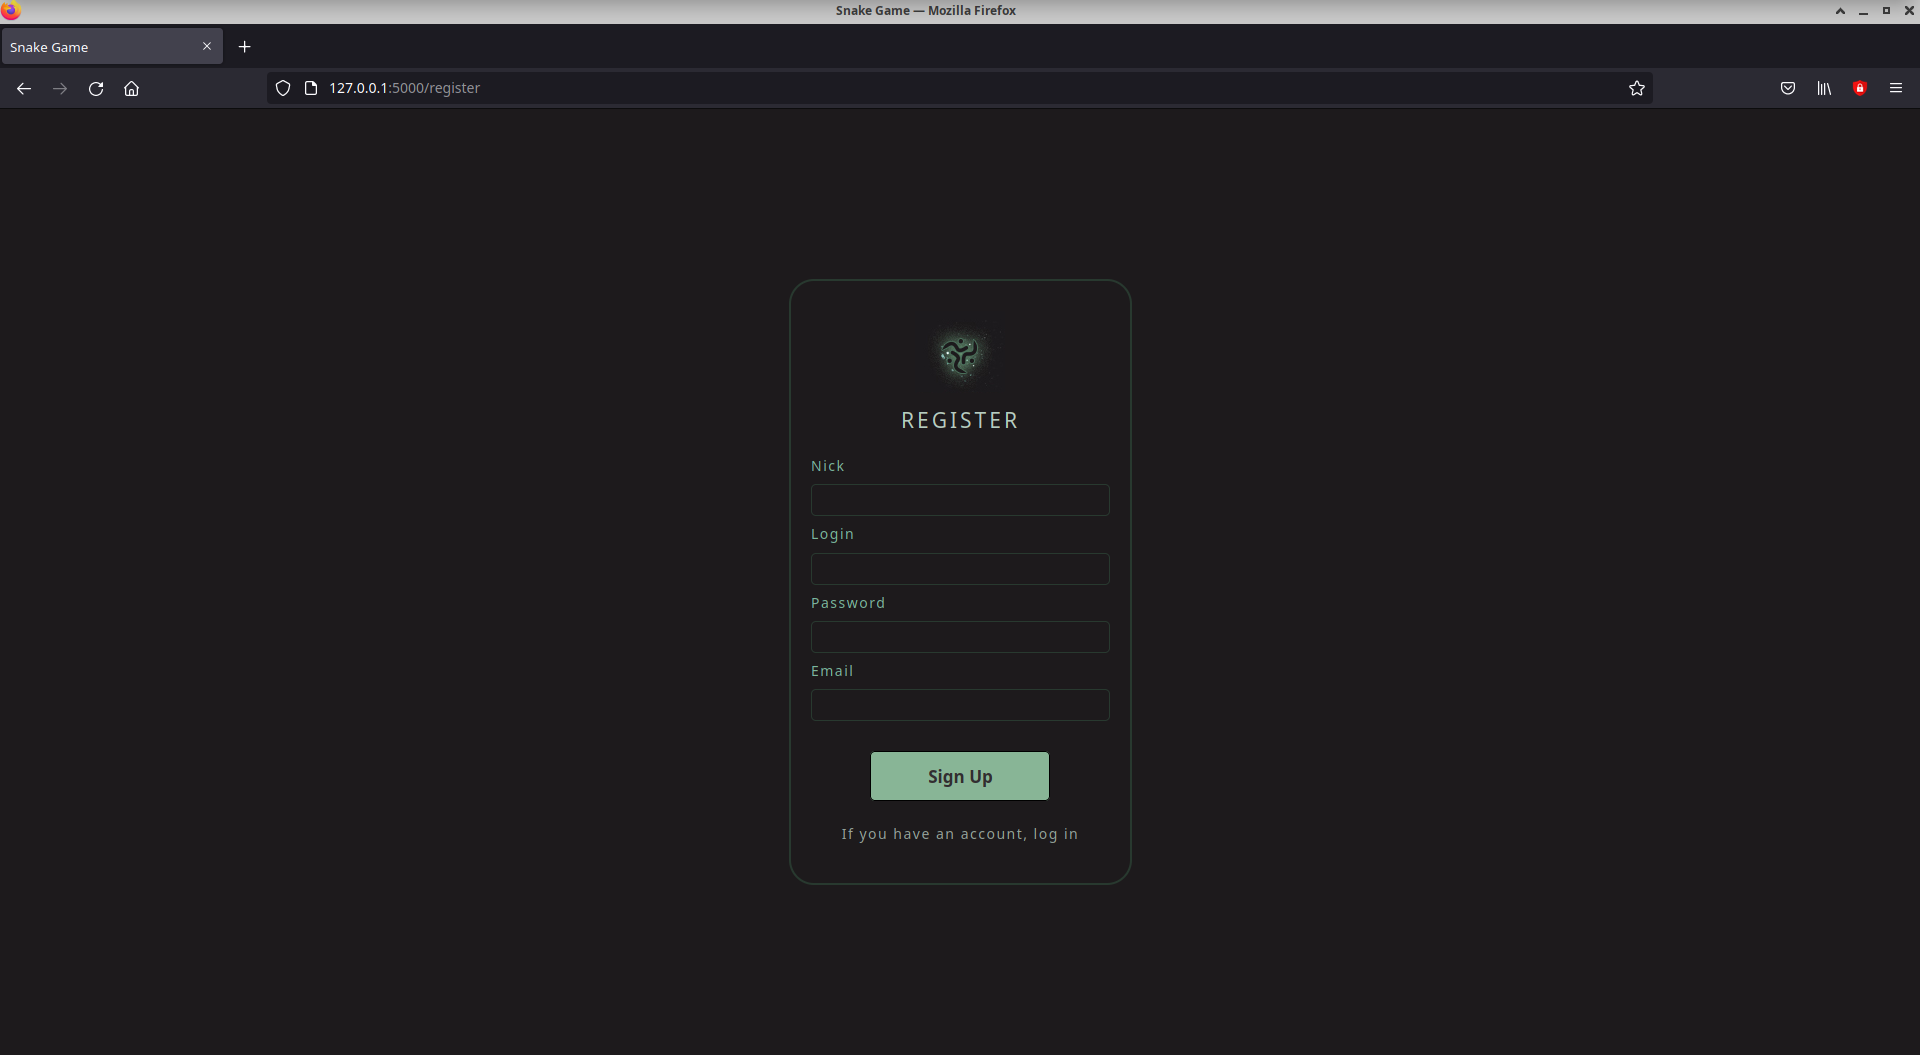 Snake Game — Mozilla Firefox
Snake Game
127.0.0.1:5000/register
REGISTER
Nick
Login
Password
Email
Sign Up
If you have an account, log in